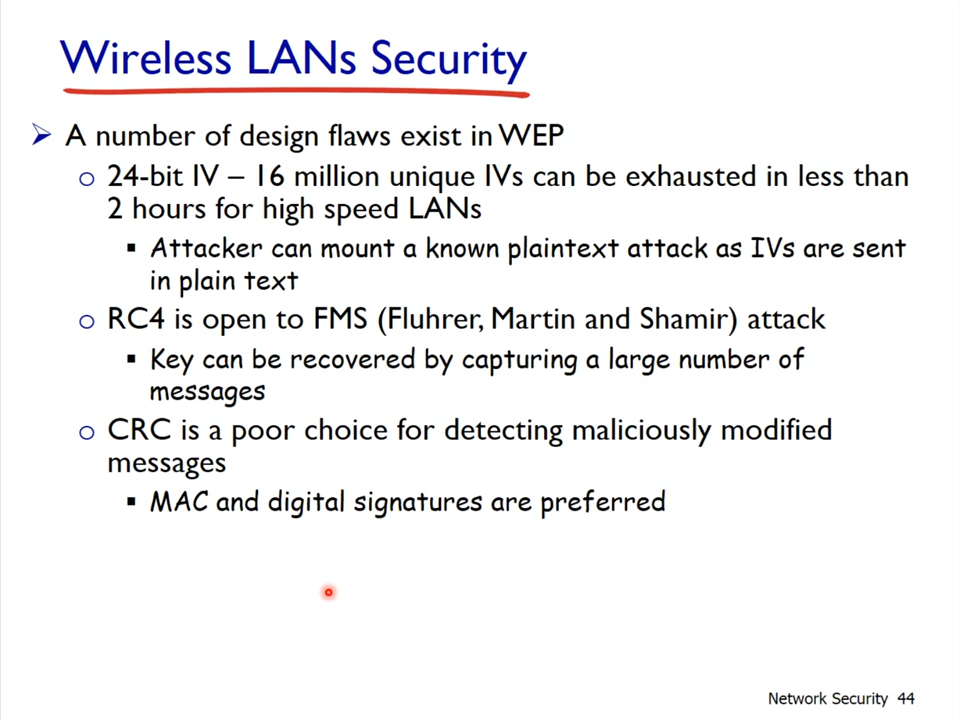 Wireless LANs Security
➢ A number of design flaws exist in WEP
o 24-bit IV – 16 million unique IVs can be exhausted in less than
2 hours for high speed LANs
▪ Attacker can mount a known plaintext attack as IVs are sent
in plain text
o RC4 is open to FMS (Fluhrer, Martin and Shamir) attack
▪ Key can be recovered by capturing a large number of
messages
o CRC is a poor choice for detecting maliciously modified
messages
▪ MAC and digital signatures are preferred
Network Security 44